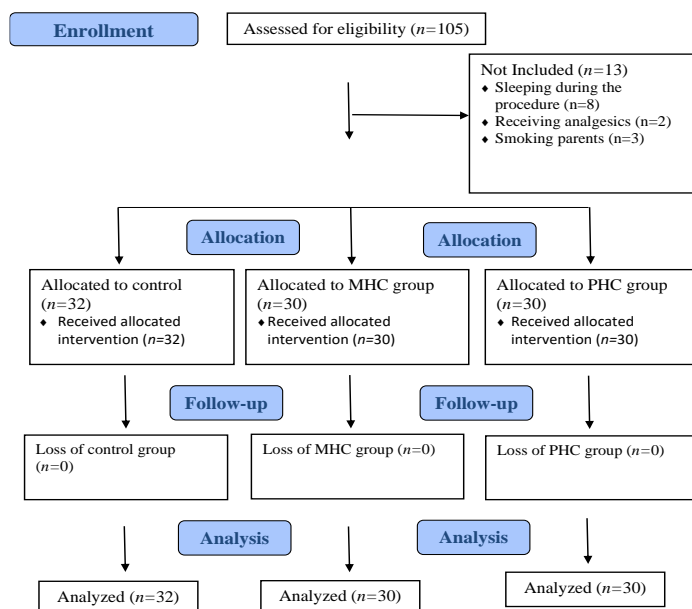 Enrollment
Assessed for eligibility (n=105)
Not Included (n=13)
♦ Sleeping during the
procedure (n=8)
♦ Receiving analgesics (n=2)
♦ Smoking parents (n=3)
Allocation
Allocation
Allocated to control
(n=32)
♦ Received allocated
intervention (n=32)
Allocated to MHC group
(n=30)
♦ Received allocated
intervention (n=30)
Allocated to PHC group
(n=30)
♦ Received allocated
intervention (n=30)
Follow-up
Follow-up
Loss of control group
(n=0)
Loss of MHC group (n=0)
Loss of PHC group (n=0)
Analysis
Analysis
Analyzed (n=32)
Analyzed (n=30)
Analyzed (n=30)